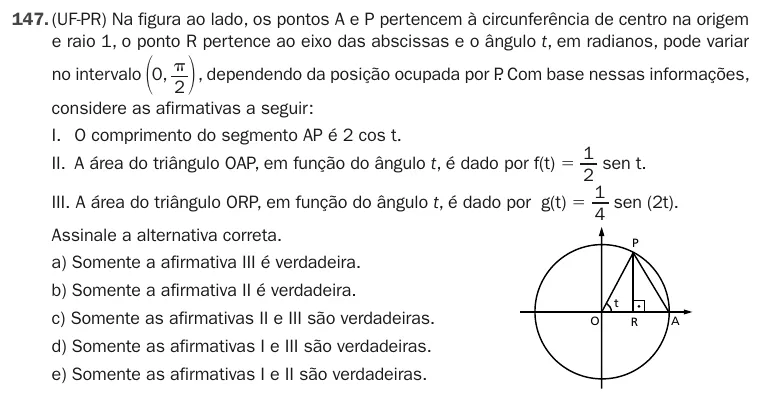 147. (UF-PR) Na figura ao lado, os pontos A e P pertencem à circunferência de centro na origem
e raio 1, o ponto R pertence ao eixo das abscissas e o ângulo t, em radianos, pode variar
no intervalo (0, π/2), dependendo da posição ocupada por P. Com base nessas informações,
considere as afirmativas a seguir:
I. O comprimento do segmento AP é 2 cos t.
II. A área do triângulo OAP, em função do ângulo t, é dado por f(t) = 1/2 sen t.
III. A área do triângulo ORP, em função do ângulo t, é dado por g(t) = 1/4 sen (2t).
Assinale a alternativa correta.
a) Somente a afirmativa III é verdadeira.
b) Somente a afirmativa II é verdadeira.
c) Somente as afirmativas II e III são verdadeiras.
d) Somente as afirmativas I e III são verdadeiras.
e) Somente as afirmativas I e II são verdadeiras.
P
t
O R A